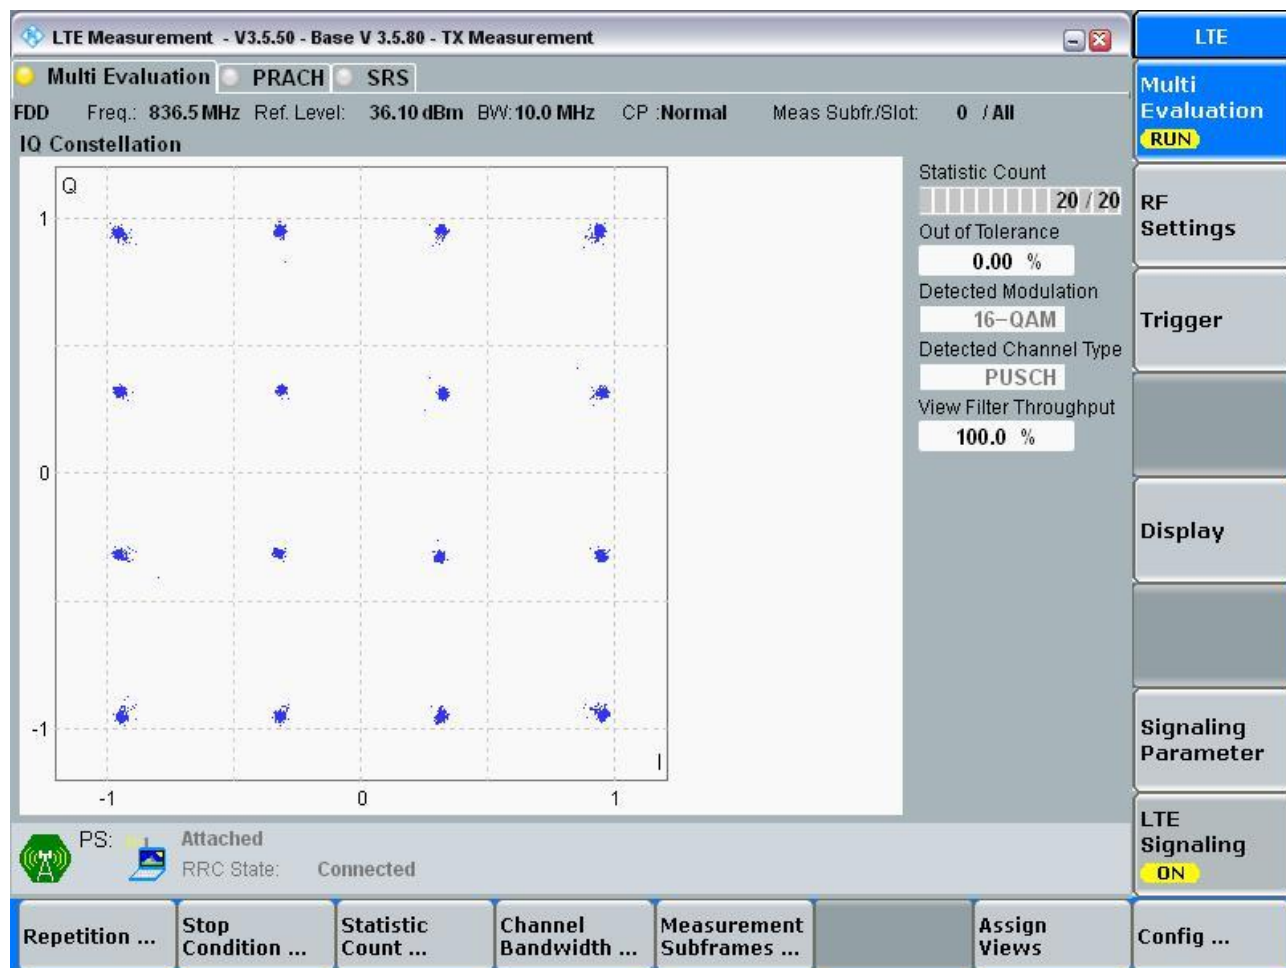 LTE Measurement - V3.5.50 - Base V 3.5.80 - TX Measurement
LTE
Multi Evaluation PRACH SRS
FDD Freq.: 836.5 MHz Ref. Level: 36.10 dBm BW: 10.0 MHz CP :Normal Meas Subfr./Slot: 0 / All
IQ Constellation
Q
1
0
-1
I
-1 0 1
Statistic Count
20 / 20
Out of Tolerance
0.00 %
Detected Modulation
16-QAM
Detected Channel Type
PUSCH
View Filter Throughput
100.0 %
Multi
Evaluation
RUN
RF
Settings
Trigger
Display
Signaling
Parameter
LTE
Signaling
ON
PS: Attached
RRC State: Connected
Repetition ...
Stop
Condition ...
Statistic
Count ...
Channel
Bandwidth ...
Measurement
Subframes ...
Assign
Views
Config ...